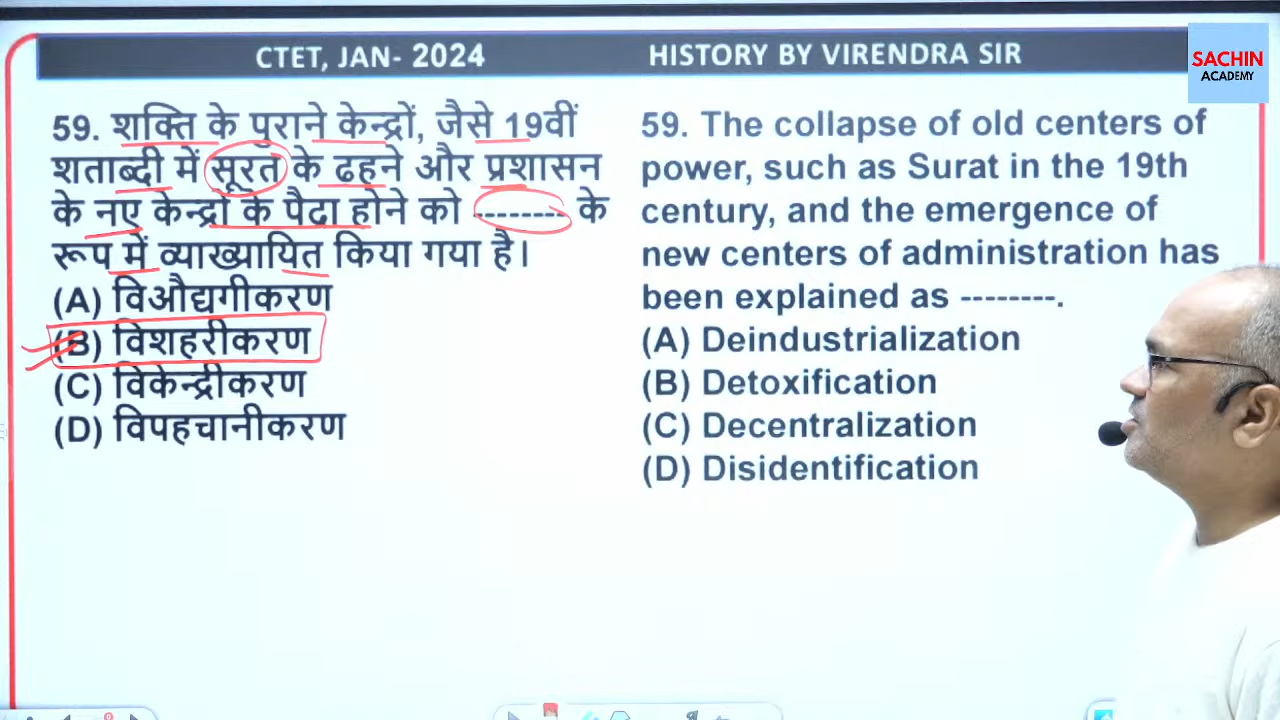 CTET, JAN- 2024
HISTORY BY VIRENDRA SIR
SACHIN
ACADEMY
59. शक्ति के पुराने केन्द्रों, जैसे 19वीं
शताब्दी में सूरत के ढहने और प्रशासन
के नए केन्द्रों के पैदा होने को -------- के
रूप में व्याख्यायित किया गया है।
(A) विऔद्यगीकरण
(B) विशहरीकरण
(C) विकेन्द्रीकरण
(D) विपहचानीकरण
59. The collapse of old centers of
power, such as Surat in the 19th
century, and the emergence of
new centers of administration has
been explained as --------.
(A) Deindustrialization
(B) Detoxification
(C) Decentralization
(D) Disidentification